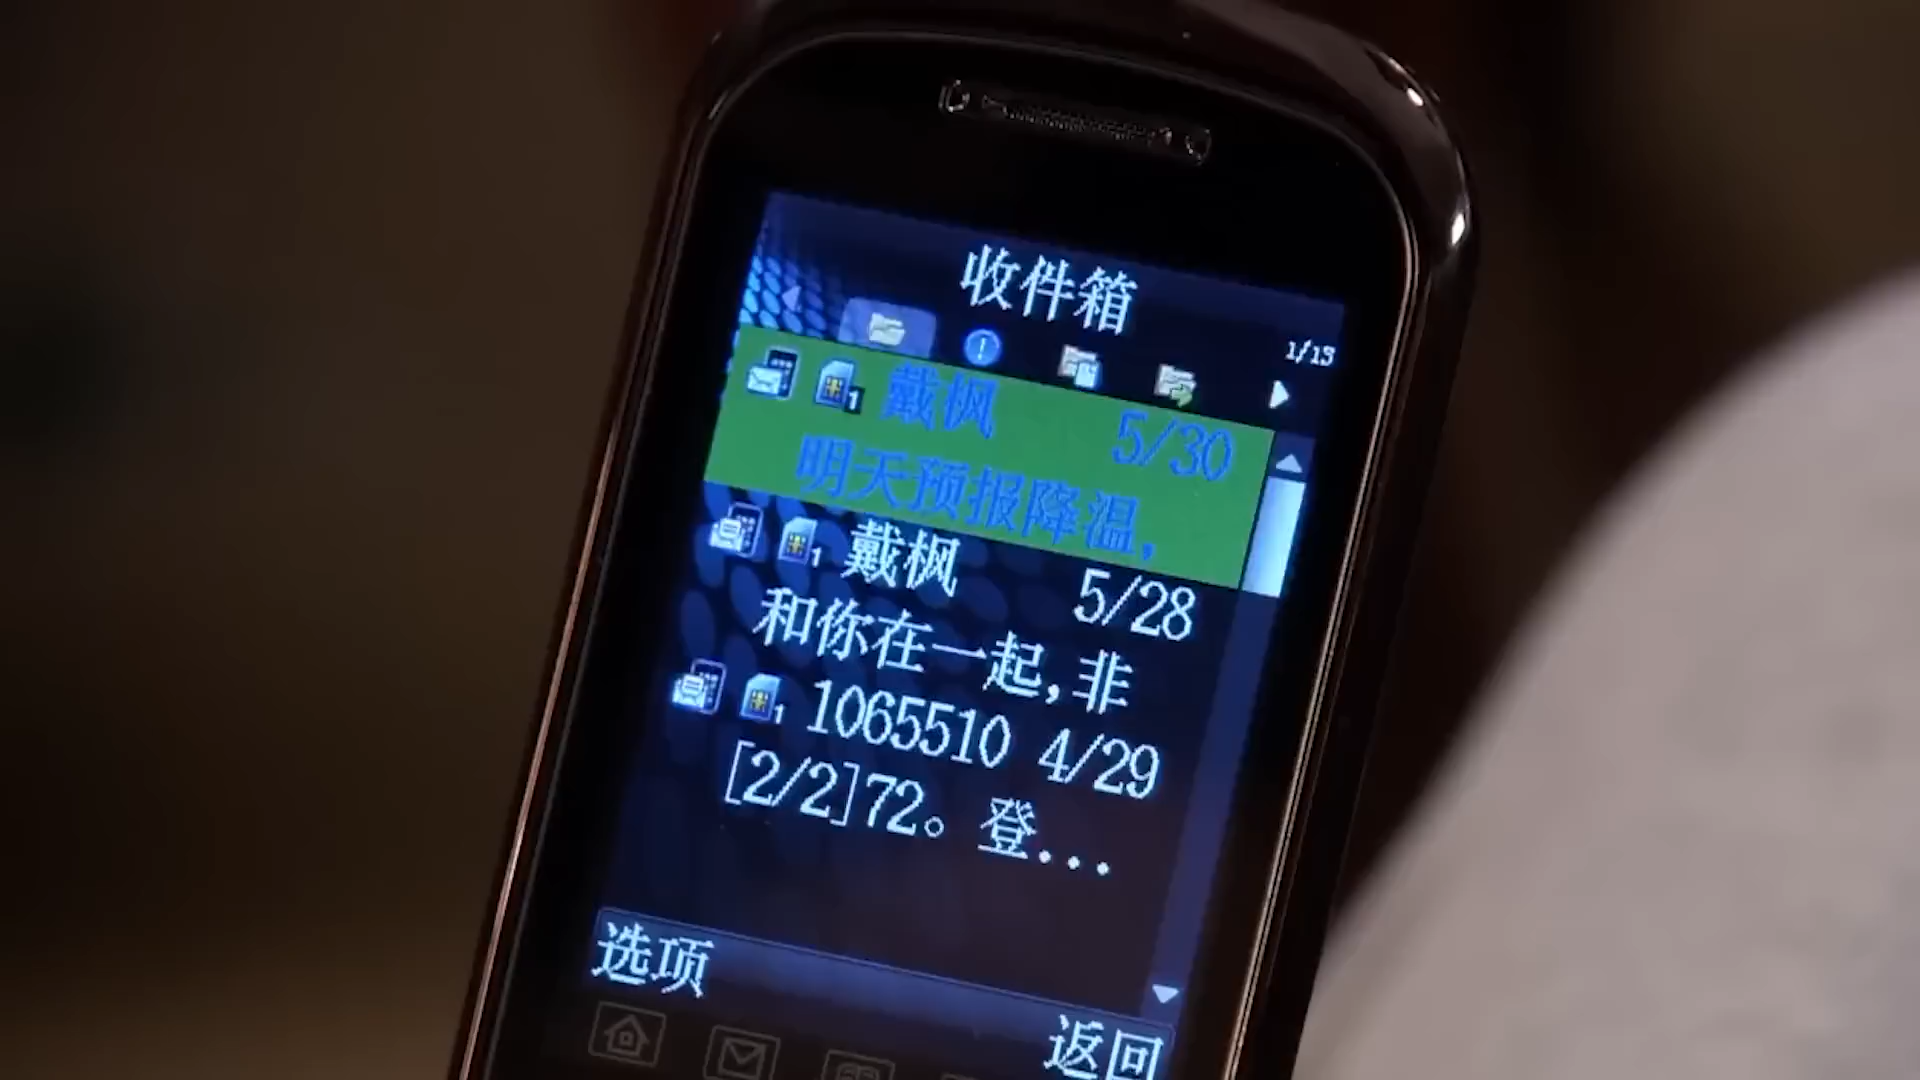 收件箱
1/13
戴枫 5/30
明天预报降温,
戴枫 5/28
和你在一起,非
1065510 4/29
[2/2]72。登...
选项
返回